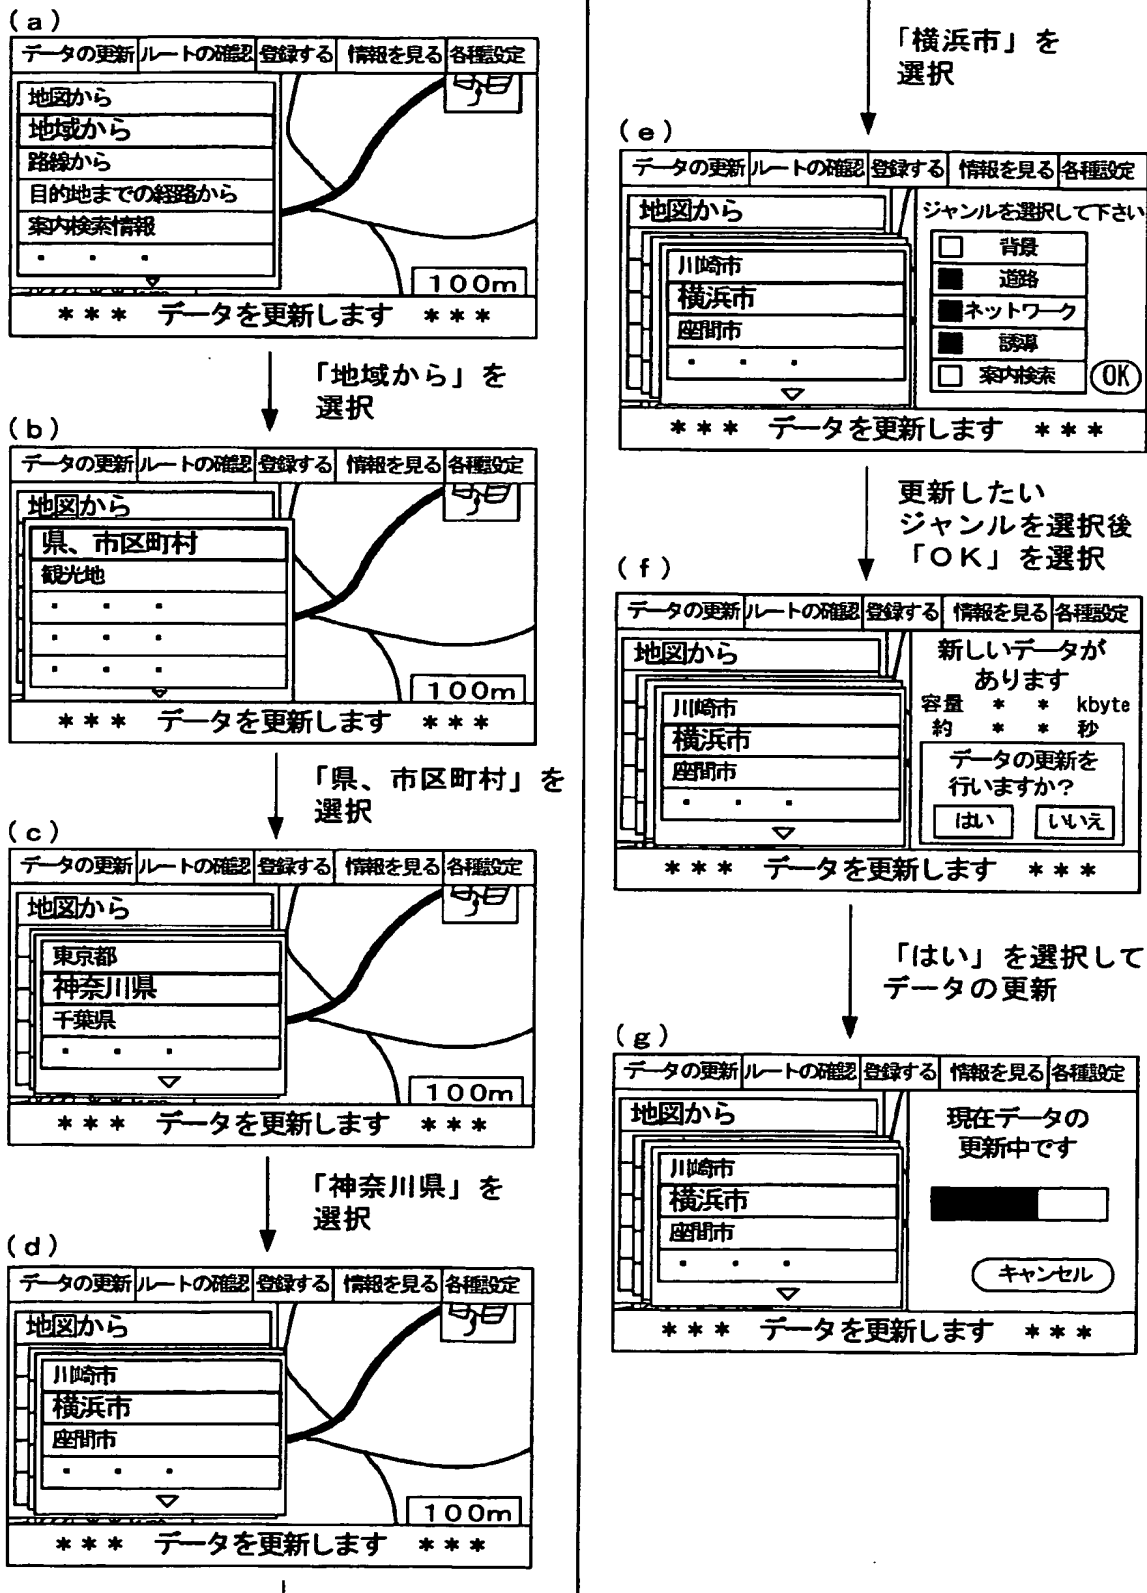 (a)
データの更新 ルートの確認 登録する 情報を見る 各種設定
地図から
地域から
路線から
目的地までの経路から
案内検索情報
・ ・ ・
100m
*** データを更新します ***
「地域から」を
選択
(b)
データの更新 ルートの確認 登録する 情報を見る 各種設定
地図から
県、市区町村
観光地
・ ・ ・
・ ・ ・
・ ・ ・
100m
*** データを更新します ***
「県、市区町村」を
選択
(c)
データの更新 ルートの確認 登録する 情報を見る 各種設定
地図から
東京都
神奈川県
千葉県
・ ・ ・
100m
*** データを更新します ***
「神奈川県」を
選択
(d)
データの更新 ルートの確認 登録する 情報を見る 各種設定
地図から
川崎市
横浜市
座間市
・ ・ ・
100m
*** データを更新します ***
「横浜市」を
選択
(e)
データの更新 ルートの確認 登録する 情報を見る 各種設定
地図から
川崎市
横浜市
座間市
・ ・ ・
ジャンルを選択して下さい
背景
道路
ネットワーク
誘導
案内検索
OK
*** データを更新します ***
更新したい
ジャンルを選択後
「OK」を選択
(f)
データの更新 ルートの確認 登録する 情報を見る 各種設定
地図から
川崎市
横浜市
座間市
・ ・ ・
新しいデータが
あります
容量 * * kbyte
約 * * 秒
データの更新を
行いますか?
はい いいえ
*** データを更新します ***
「はい」を選択して
データの更新
(g)
データの更新 ルートの確認 登録する 情報を見る 各種設定
地図から
川崎市
横浜市
座間市
・ ・ ・
現在データの
更新中です
キャンセル
*** データを更新します ***